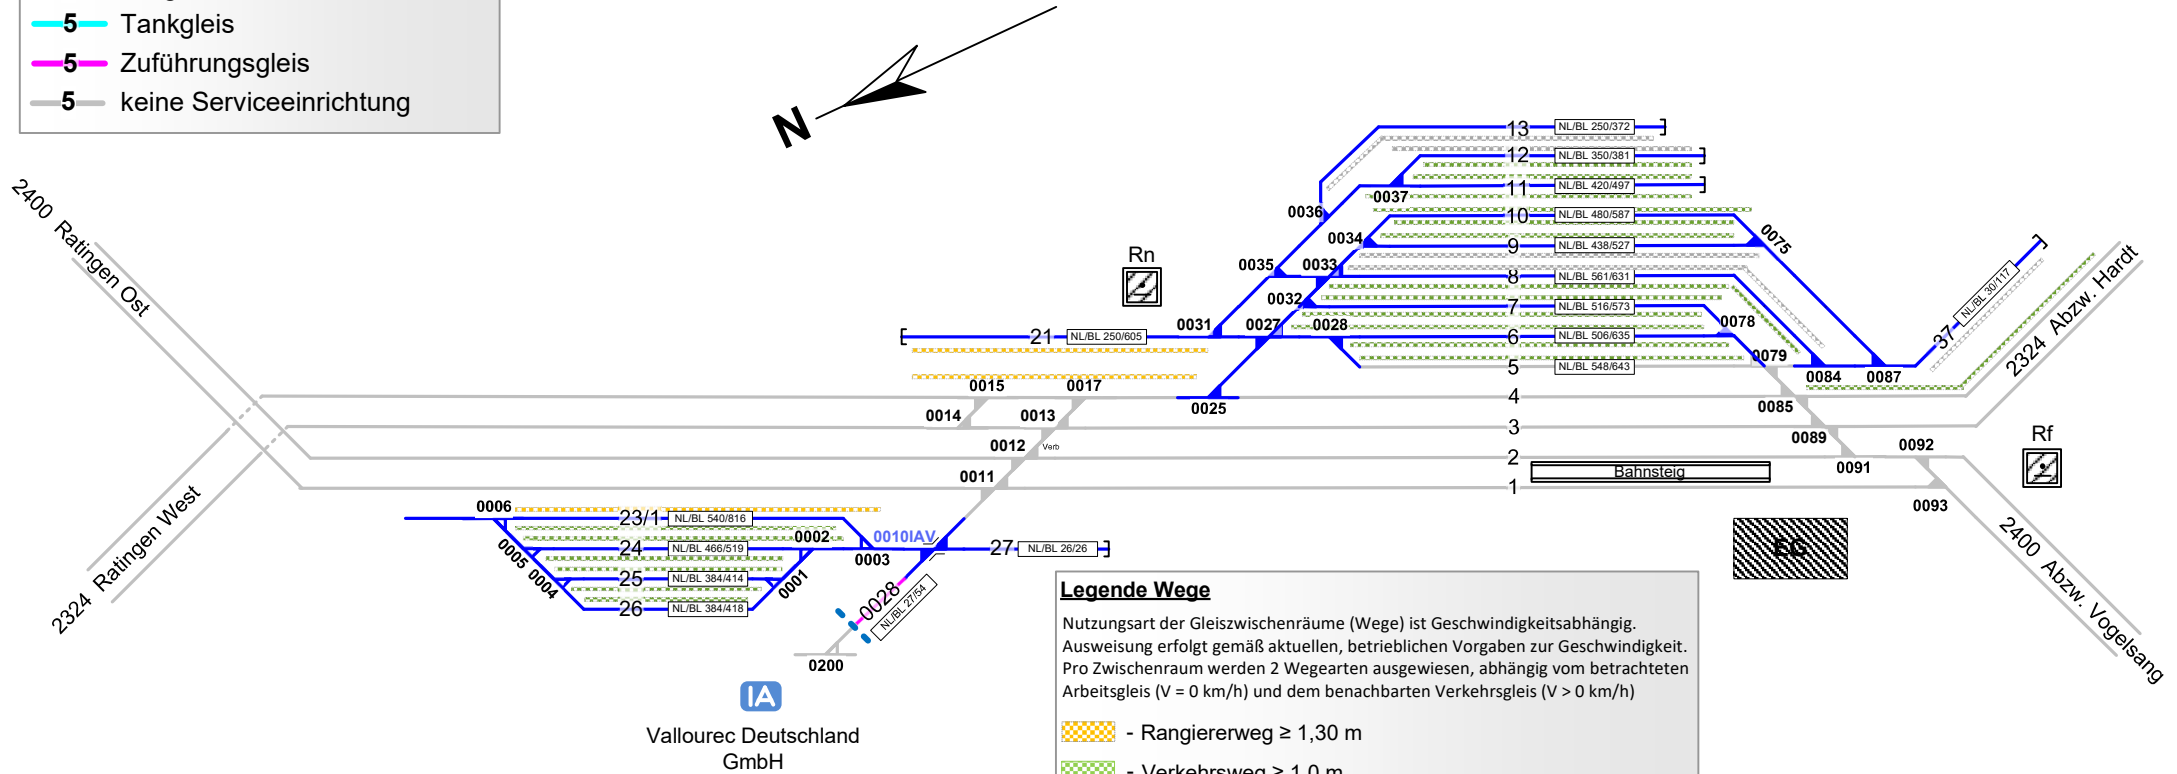 5 Tankgleis
5 Zuführungsgleis
5 keine Serviceeinrichtung
N
2400 Ratingen Ost
2324 Ratingen West
Rn
13 NL/BL 250/372
12 NL/BL 350/381
0037 11 NL/BL 420/497
0036 10 NL/BL 480/587
0034 9 NL/BL 438/527 0075
0035 0033 8 NL/BL 561/631
0032 7 NL/BL 516/573
21 NL/BL 250/605 0031 0027 0028 6 NL/BL 506/635 0078
5 NL/BL 548/643 0079 0084 0087
37 NL/BL 30/117
2324 Abzw. Hardt
0015 0017 0025 4 0085
0014 0013 3 0089
0012 Verb 2 0091 0092
Rf
Bahnsteig
0011 1 0093
2400 Abzw. Vogelsang
EG
0006 23/1 NL/BL 540/816
0005 24 NL/BL 466/519 0002 0003 0010IAV 27 NL/BL 26/26
0004 25 NL/BL 384/414 0001
26 NL/BL 384/418
0028 NL/BL 27/54
0200
IA
Vallourec Deutschland
GmbH
Legende Wege
Nutzungsart der Gleiszwischenräume (Wege) ist Geschwindigkeitsabhängig.
Ausweisung erfolgt gemäß aktuellen, betrieblichen Vorgaben zur Geschwindigkeit.
Pro Zwischenraum werden 2 Wegearten ausgewiesen, abhängig vom betrachteten
Arbeitsgleis (V = 0 km/h) und dem benachbarten Verkehrsgleis (V > 0 km/h)
- Rangiererweg ≥ 1,30 m
- Verkehrsweg ≥ 1,0 m